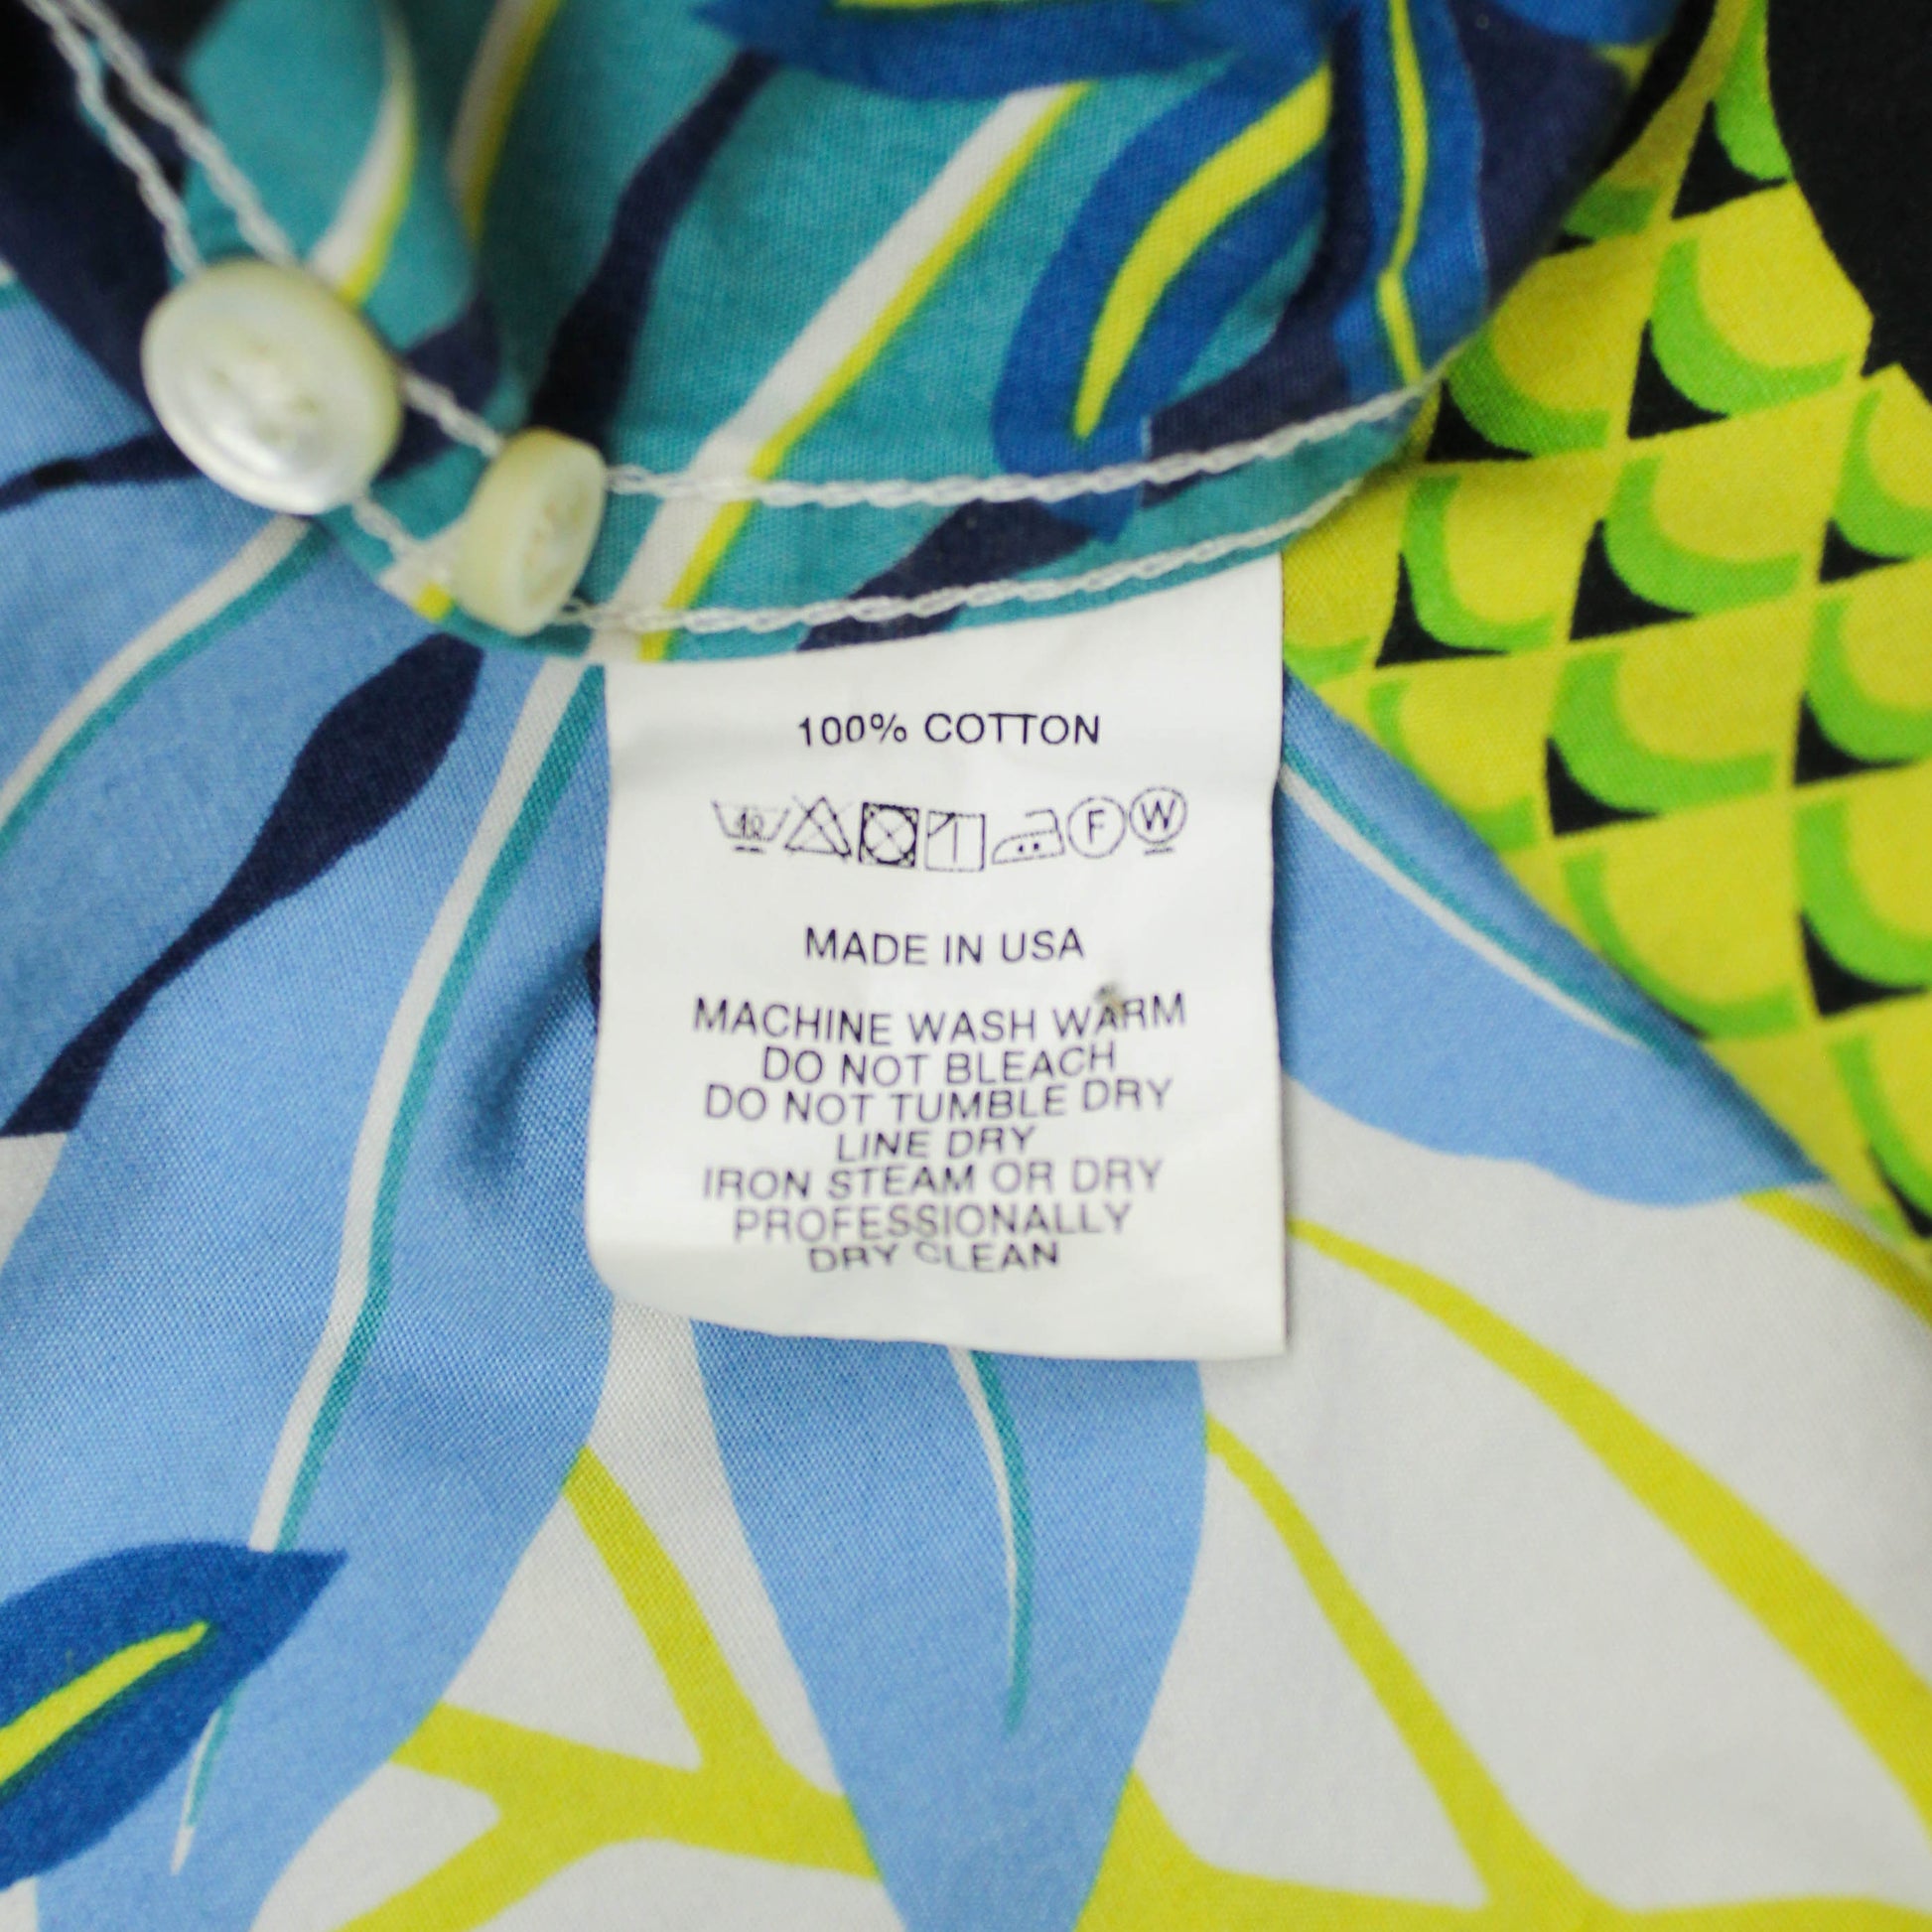 100% COTTON
40 F W
MADE IN USA
MACHINE WASH WARM
DO NOT BLEACH
DO NOT TUMBLE DRY
LINE DRY
IRON STEAM OR DRY
PROFESSIONALLY
DRY CLEAN